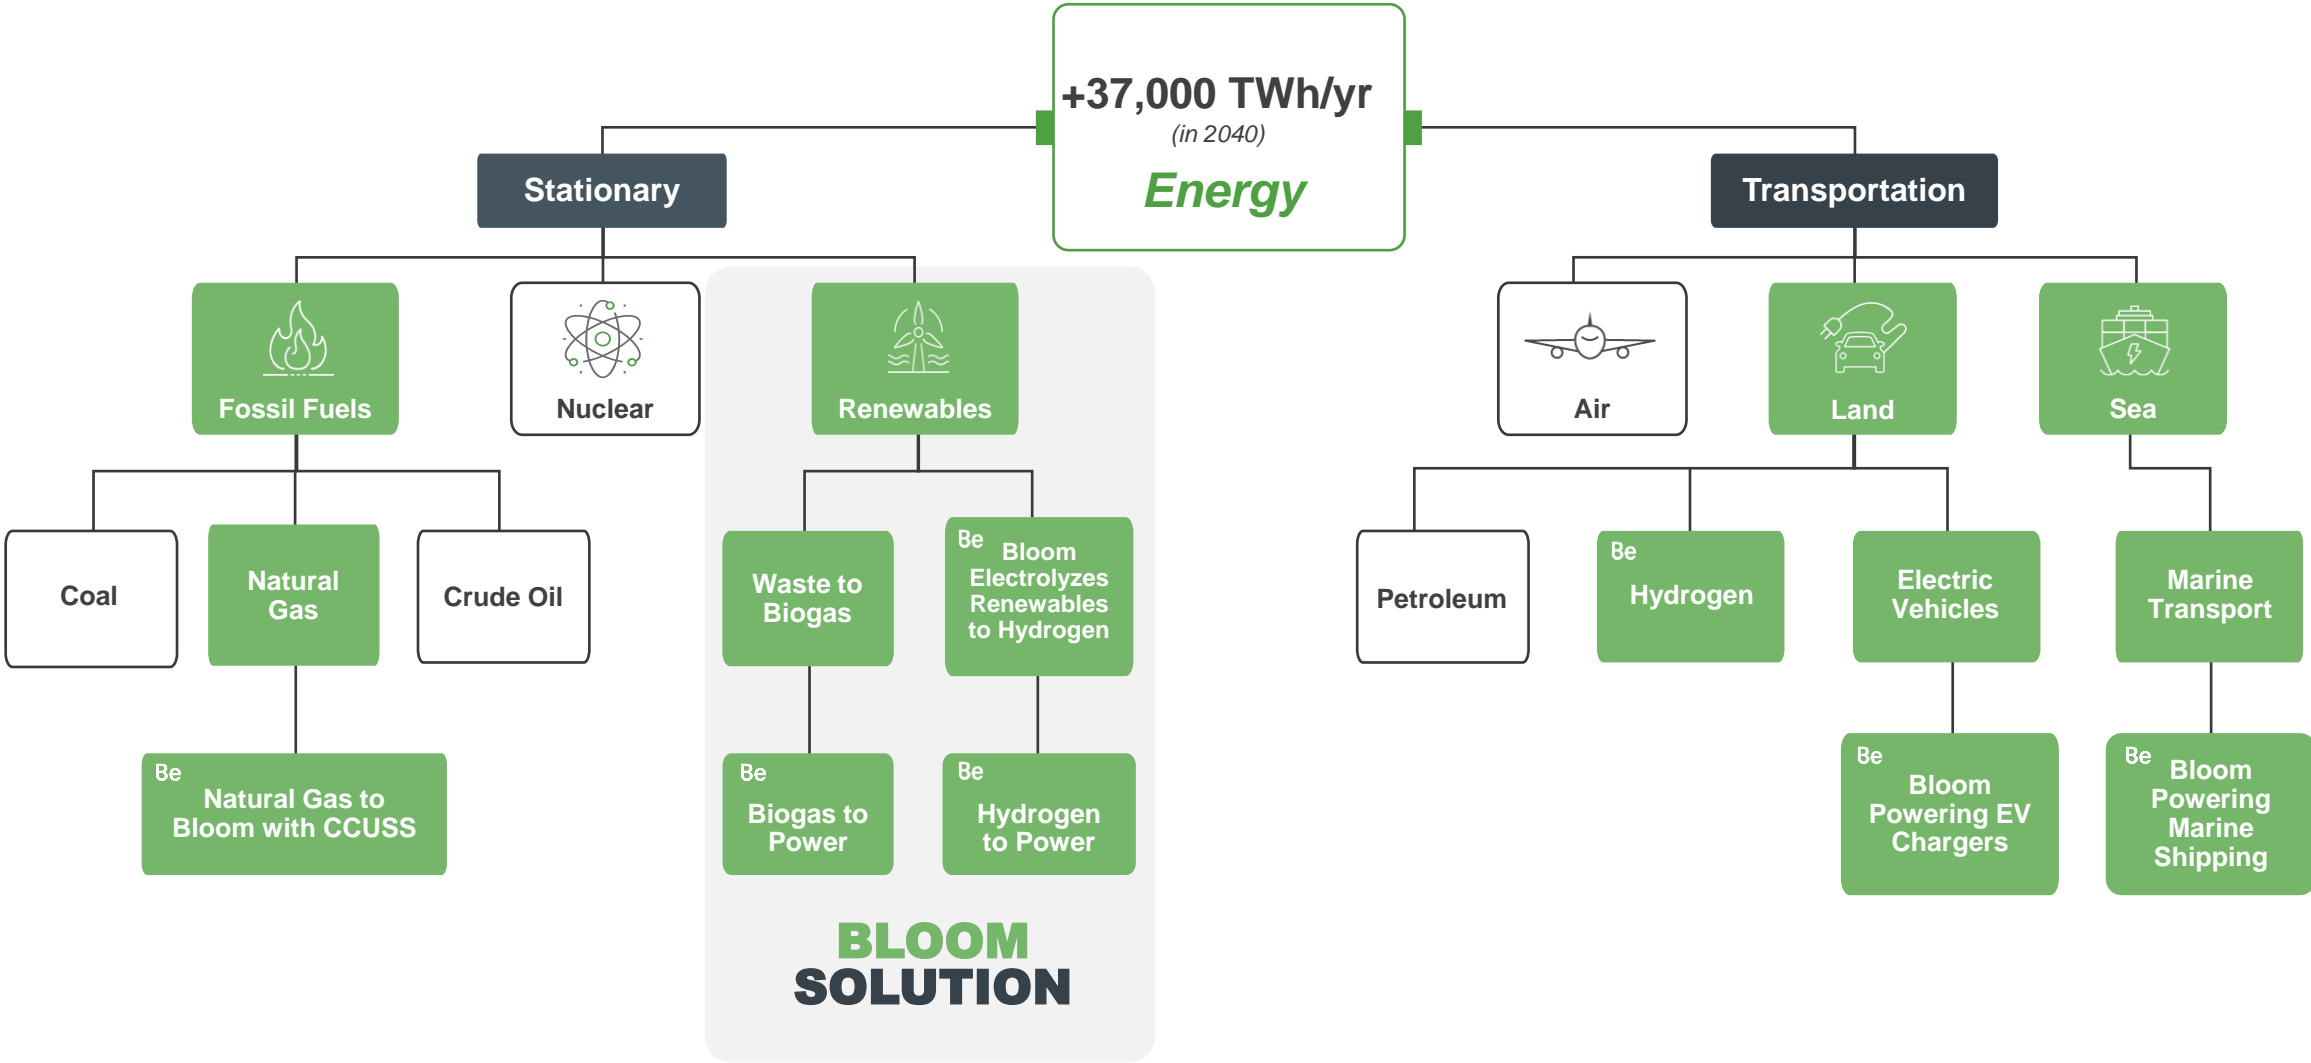 +37,000 TWh/yr
(in 2040)
Energy
Stationary
Transportation
Fossil Fuels
Nuclear
Renewables
Air
Land
Sea
Coal
Natural
Gas
Crude Oil
Waste to
Biogas
Be
Bloom
Electrolyzes
Renewables
to Hydrogen
Petroleum
Be
Hydrogen
Electric
Vehicles
Marine
Transport
Be
Natural Gas to
Bloom with CCUSS
Be
Biogas to
Power
Be
Hydrogen
to Power
Be
Bloom
Powering EV
Chargers
Be
Bloom
Powering
Marine
Shipping
BLOOM
SOLUTION